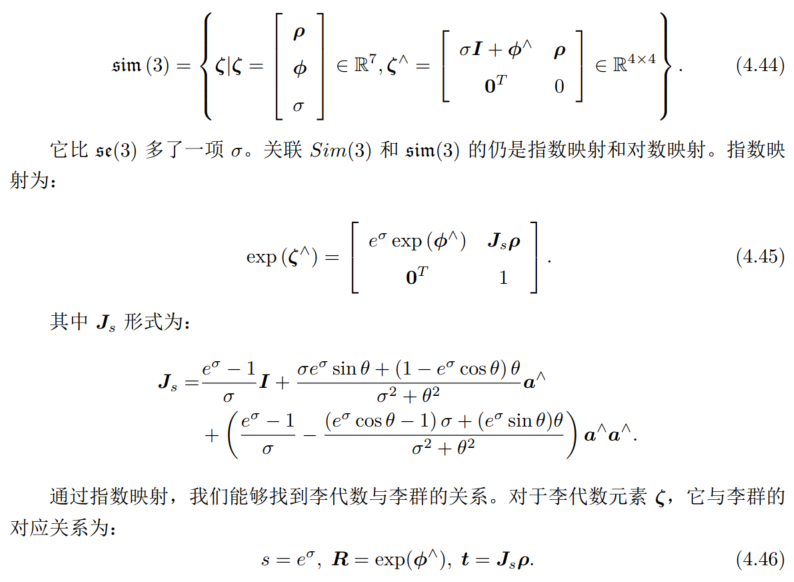 $$\mathfrak{sim}(3) = \left\{ \boldsymbol{\zeta} | \boldsymbol{\zeta} = \begin{bmatrix} \boldsymbol{\rho} \\ \boldsymbol{\phi} \\ \sigma \end{bmatrix} \in \mathbb{R}^7, \boldsymbol{\zeta}^\wedge = \begin{bmatrix} \sigma \boldsymbol{I} + \boldsymbol{\phi}^\wedge & \boldsymbol{\rho} \\ \boldsymbol{0}^T & 0 \end{bmatrix} \in \mathbb{R}^{4 \times 4} \right\}. \quad (4.44)$$
它比 $\mathfrak{se}(3)$ 多了一项 $\sigma$。关联 $Sim(3)$ 和 $\mathfrak{sim}(3)$ 的仍是指数映射和对数映射。指数映
射为：
$$\exp(\boldsymbol{\zeta}^\wedge) = \begin{bmatrix} e^\sigma \exp(\boldsymbol{\phi}^\wedge) & \boldsymbol{J}_s \boldsymbol{\rho} \\ \boldsymbol{0}^T & 1 \end{bmatrix}. \quad (4.45)$$
其中 $\boldsymbol{J}_s$ 形式为：
$$\boldsymbol{J}_s = \frac{e^\sigma - 1}{\sigma} \boldsymbol{I} + \frac{\sigma e^\sigma \sin\theta + (1 - e^\sigma \cos\theta)\theta}{\sigma^2 + \theta^2} \boldsymbol{a}^\wedge$$
$$+ \left( \frac{e^\sigma - 1}{\sigma} - \frac{(e^\sigma \cos\theta - 1)\sigma + (e^\sigma \sin\theta)\theta}{\sigma^2 + \theta^2} \right) \boldsymbol{a}^\wedge \boldsymbol{a}^\wedge.$$
通过指数映射，我们能够找到李代数与李群的关系。对于李代数元素 $\boldsymbol{\zeta}$，它与李群的
对应关系为：
$$s = e^\sigma, \ \boldsymbol{R} = \exp(\boldsymbol{\phi}^\wedge), \ \boldsymbol{t} = \boldsymbol{J}_s \boldsymbol{\rho}. \quad (4.46)$$